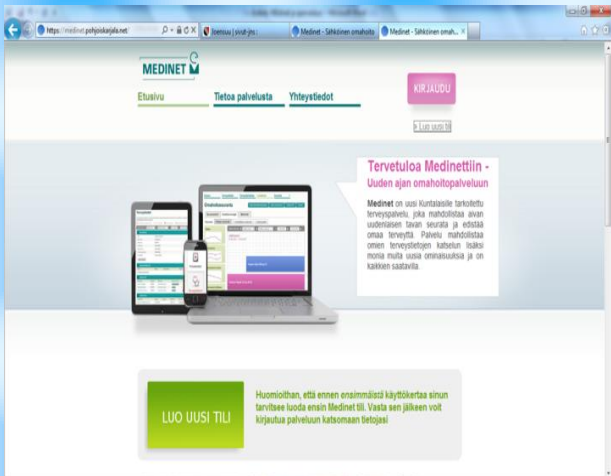 https://medinet.pohjoiskarjala.net/
Joensuu | sivut-jns :
Medinet - Sähköinen omahoito
Medinet - Sähköinen omah...
MEDINET
Etusivu
Tietoa palvelusta
Yhteystiedot
KIRJAUDU
» Luo uusi tili
Tervetuloa Medinettiin -
Uuden ajan omahoitopalveluun
Medinet on uusi Kuntalaisille tarkoitettu
terveyspalvelu, joka mahdollistaa aivan
uudenlaisen tavan seurata ja edistää
omaa terveyttä. Palvelu mahdollistaa
omien terveystietojen katselun lisäksi
monia muita uusia ominaisuuksia ja on
kaikkien saatavilla.
LUO UUSI TILI
Huomioithan, että ennen ensimmäistä käyttökertaa sinun
tarvitsee luoda ensin Medinet tili. Vasta sen jälkeen voit
kirjautua palveluun katsomaan tietojasi